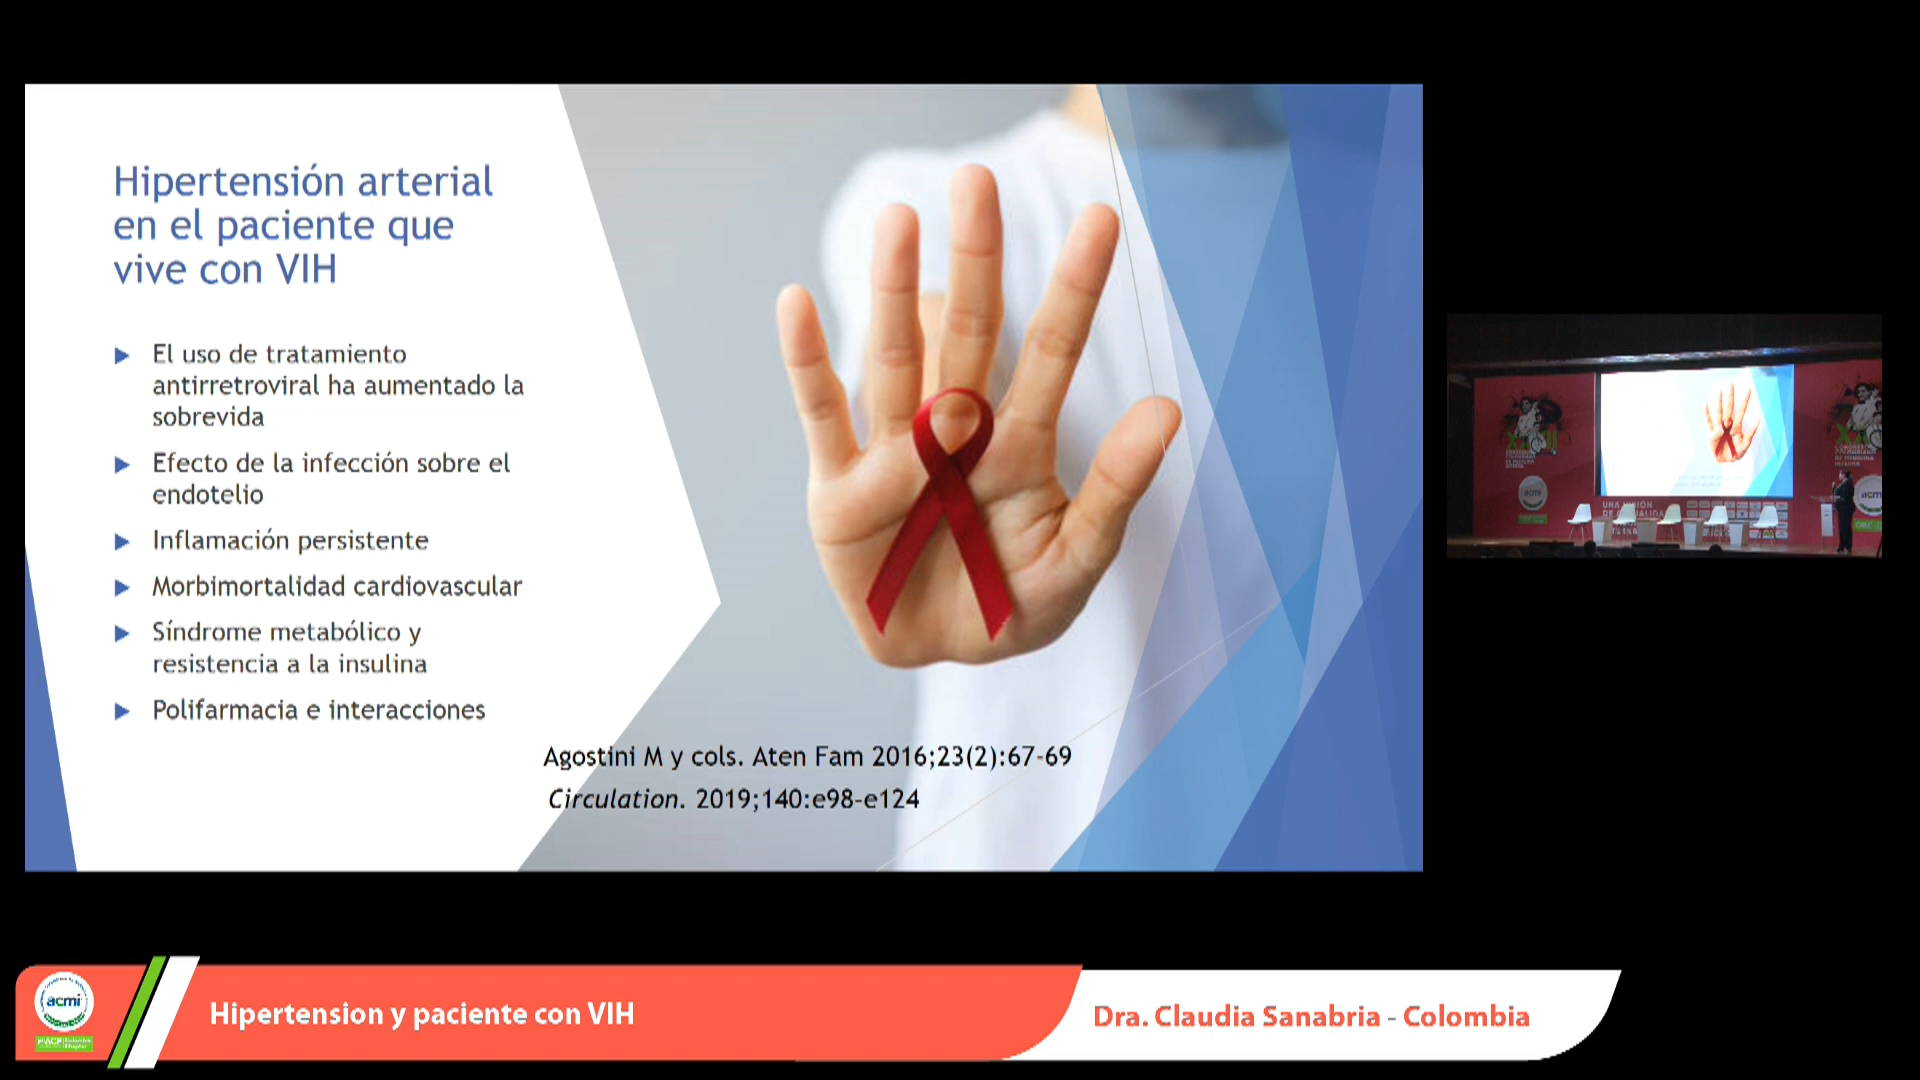 Hipertensión arterial
en el paciente que
vive con VIH
El uso de tratamiento
antirretroviral ha aumentado la
sobrevida
Efecto de la infección sobre el
endotelio
Inflamación persistente
Morbimortalidad cardiovascular
Síndrome metabólico y
resistencia a la insulina
Polifarmacia e interacciones
Agostini M y cols. Aten Fam 2016;23(2):67-69
Circulation. 2019;140:e98-e124
acmi
Hipertension y paciente con VIH
Dra. Claudia Sanabria - Colombia